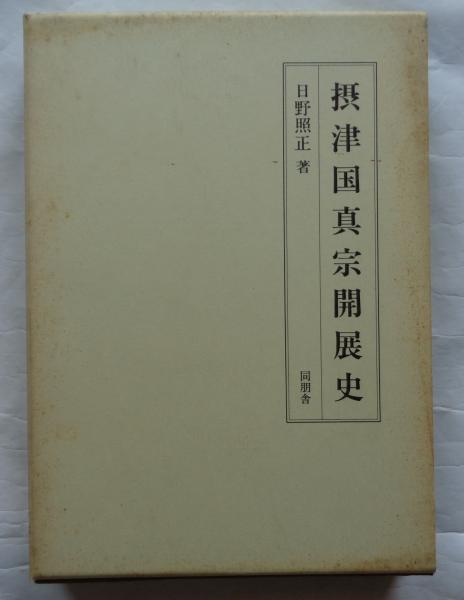 摂津国真宗開展史
日野照正 著
同朋舎